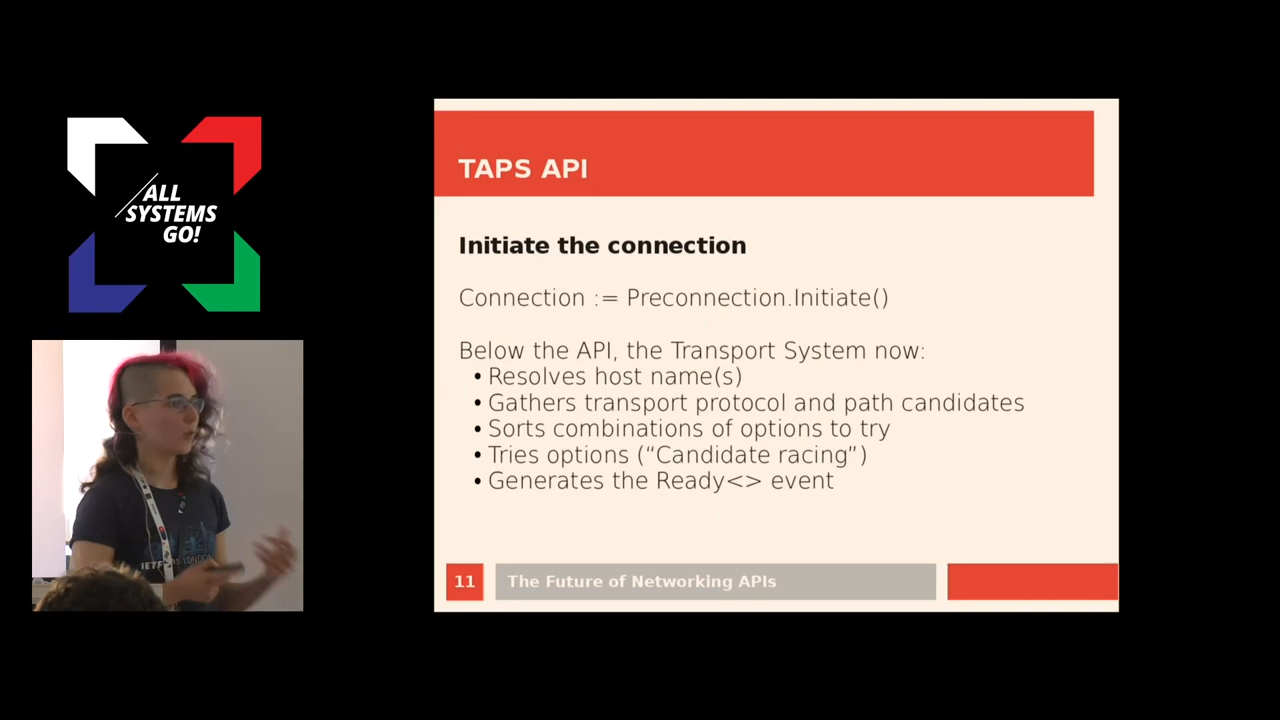 ALL
SYSTEMS
GO!
TAPS API
Initiate the connection
Connection := Preconnection.Initiate()
Below the API, the Transport System now:
• Resolves host name(s)
• Gathers transport protocol and path candidates
• Sorts combinations of options to try
• Tries options (“Candidate racing”)
• Generates the Ready<> event
11
The Future of Networking APIs